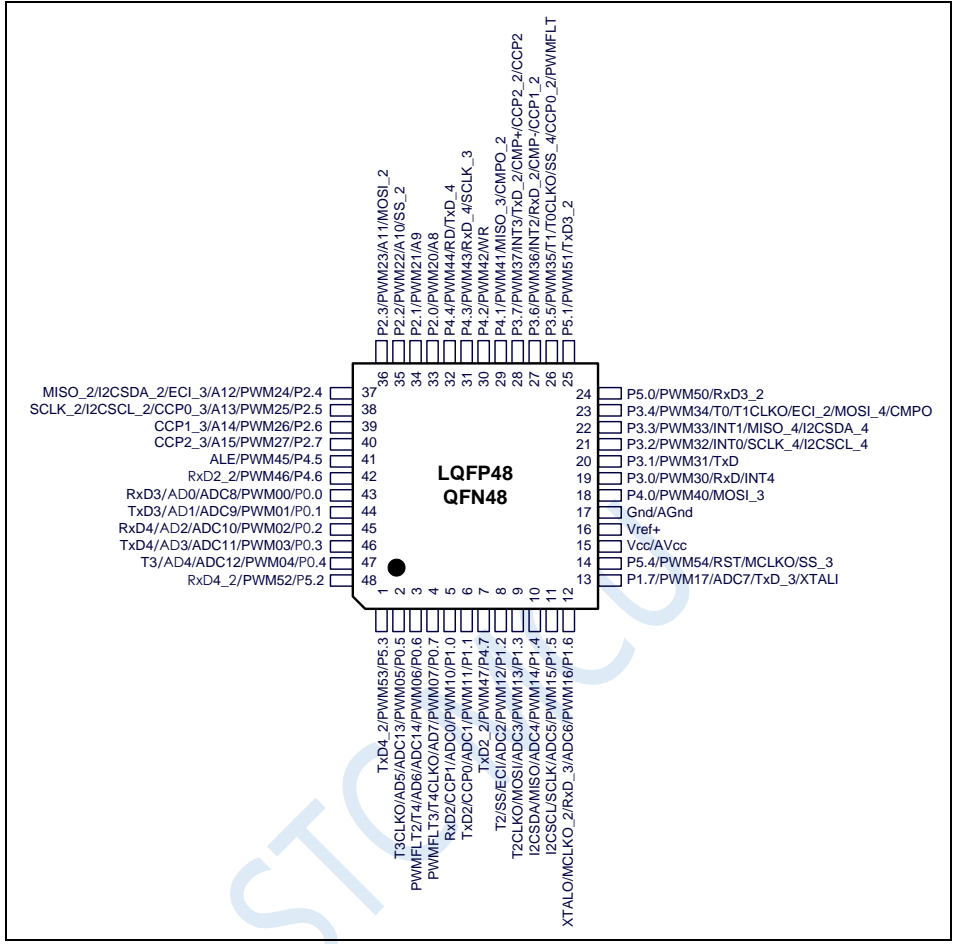 P2.3/PWM23/A11/MOSI_2
P2.2/PWM22/A10/SS_2
P2.1/PWM21/A9
P2.0/PWM20/A8
P4.4/PWM44/RD/TxD_4
P4.3/PWM43/RxD_4/SCLK_3
P4.2/PWM42/WR
P4.1/PWM41/MISO_3/CMPO_2
P3.7/PWM37/INT3/TxD_2/CMP+/CCP2_2/CCP2
P3.6/PWM36/INT2/RxD_2/CMP-/CCP1_2
P3.5/PWM35/T1/T0CLKO/SS_4/CCP0_2/PWMFLT
P5.1/PWM51/TxD3_2
36 35 34 33 32 31 30 29 28 27 26 25
MISO_2/I2CSDA_2/ECI_3/A12/PWM24/P2.4 37
SCLK_2/I2CSCL_2/CCP0_3/A13/PWM25/P2.5 38
CCP1_3/A14/PWM26/P2.6 39
CCP2_3/A15/PWM27/P2.7 40
ALE/PWM45/P4.5 41
RxD2_2/PWM46/P4.6 42
RxD3/AD0/ADC8/PWM00/P0.0 43
TxD3/AD1/ADC9/PWM01/P0.1 44
RxD4/AD2/ADC10/PWM02/P0.2 45
TxD4/AD3/ADC11/PWM03/P0.3 46
T3/AD4/ADC12/PWM04/P0.4 47
RxD4_2/PWM52/P5.2 48
LQFP48
QFN48
24 P5.0/PWM50/RxD3_2
23 P3.4/PWM34/T0/T1CLKO/ECI_2/MOSI_4/CMPO
22 P3.3/PWM33/INT1/MISO_4/I2CSDA_4
21 P3.2/PWM32/INT0/SCLK_4/I2CSCL_4
20 P3.1/PWM31/TxD
19 P3.0/PWM30/RxD/INT4
18 P4.0/PWM40/MOSI_3
17 Gnd/AGnd
16 Vref+
15 Vcc/AVcc
14 P5.4/PWM54/RST/MCLKO/SS_3
13 P1.7/PWM17/ADC7/TxD_3/XTALI
1 2 3 4 5 6 7 8 9 10 11 12
TxD4_2/PWM53/P5.3
T3CLKO/AD5/ADC13/PWM05/P0.5
PWMFLT2/T4/AD6/ADC14/PWM06/P0.6
PWMFLT3/T4CLKO/AD7/PWM07/P0.7
RxD2/CCP1/ADC0/PWM10/P1.0
TxD2/CCP0/ADC1/PWM11/P1.1
TxD2_2/PWM47/P4.7
T2/SS/ECI/ADC2/PWM12/P1.2
T2CLKO/MOSI/ADC3/PWM13/P1.3
I2CSDA/MISO/ADC4/PWM14/P1.4
I2CSCL/SCLK/ADC5/PWM15/P1.5
XTALO/MCLKO_2/RxD_3/ADC6/PWM16/P1.6
STCMCU